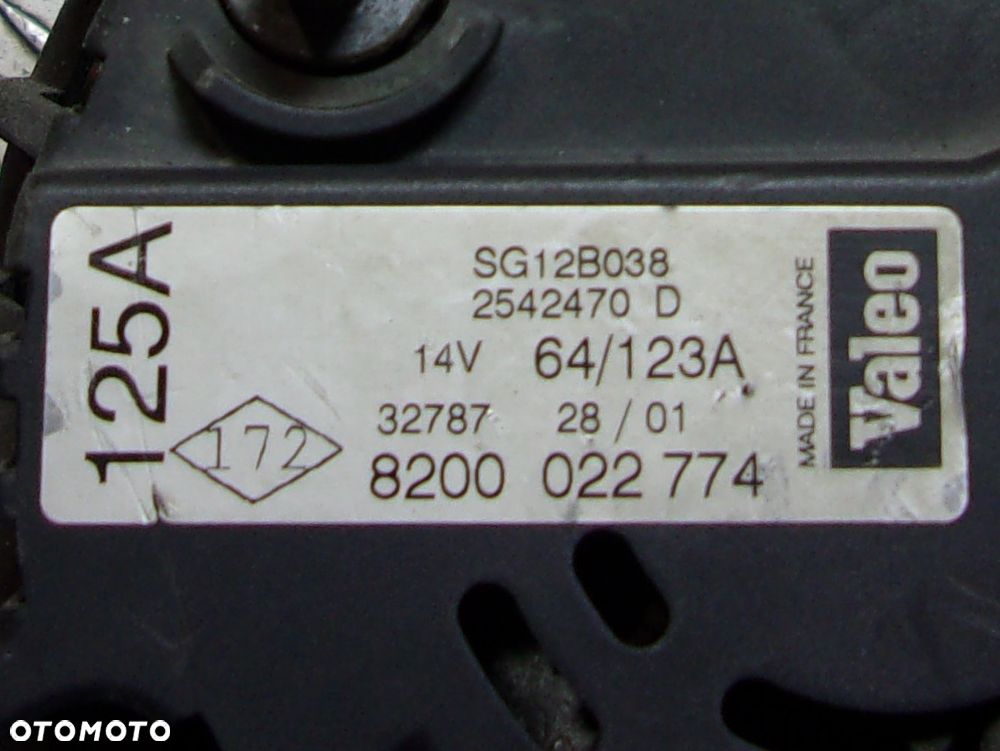 125A
SG12B038
2542470 D
14V 64/123A
172
32787 28 / 01
8200 022 774
MADE IN FRANCE
Valeo
OTOMOTO